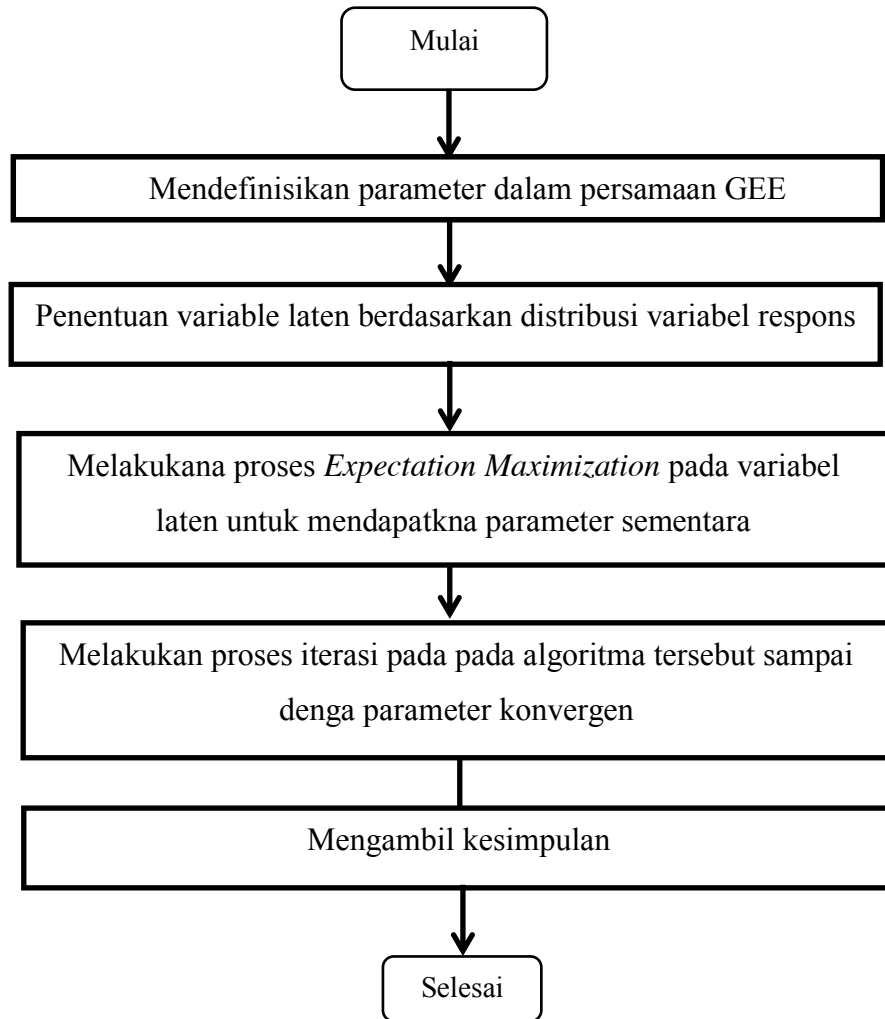 Mulai
Mendefinisikan parameter dalam persamaan GEE
Penentuan variable laten berdasarkan distribusi variabel respons
Melakukana proses Expectation Maximization pada variabel
laten untuk mendapatkna parameter sementara
Melakukan proses iterasi pada pada algoritma tersebut sampai
denga parameter konvergen
Mengambil kesimpulan
Selesai